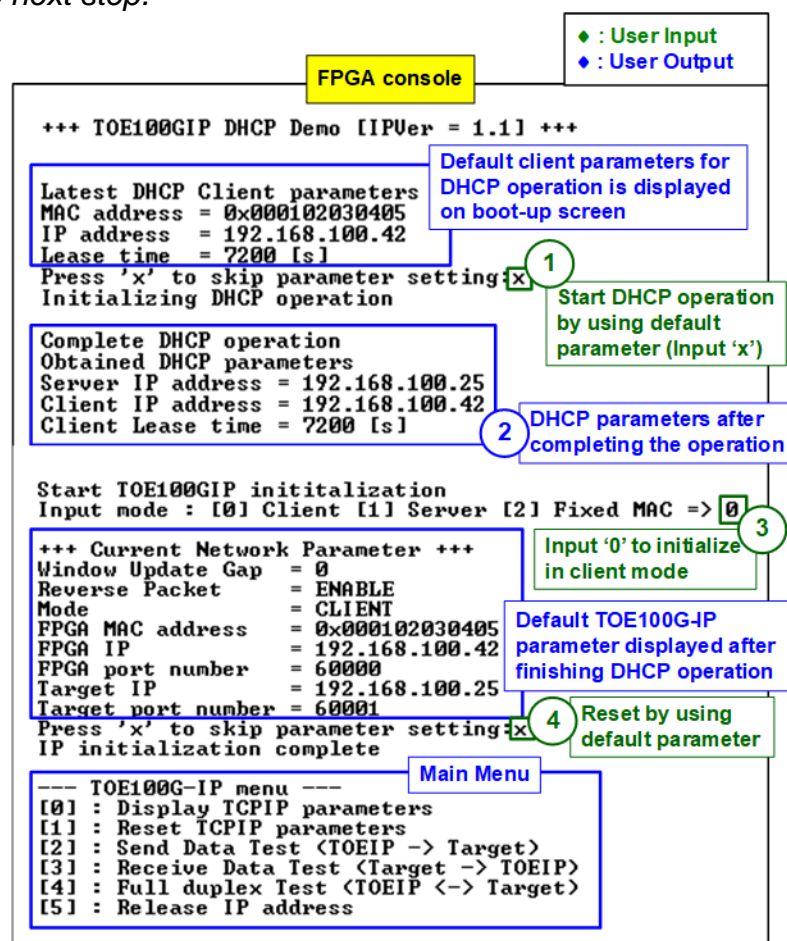 next step.
♦ : User Input
♦ : User Output
FPGA console
+++ TOE100GIP DHCP Demo [IPVer = 1.1] +++
Default client parameters for
DHCP operation is displayed
on boot-up screen
Latest DHCP Client parameters
MAC address = 0x000102030405
IP address = 192.168.100.42
Lease time = 7200 [s]
Press 'x' to skip parameter setting:x
Initializing DHCP operation
1
Start DHCP operation
by using default
parameter (Input ‘x’)
Complete DHCP operation
Obtained DHCP parameters
Server IP address = 192.168.100.25
Client IP address = 192.168.100.42
Client Lease time = 7200 [s]
2
DHCP parameters after
completing the operation
Start TOE100GIP inititalization
Input mode : [0] Client [1] Server [2] Fixed MAC => 0
3
Input ‘0’ to initialize
in client mode
+++ Current Network Parameter +++
Window Update Gap = 0
Reverse Packet = ENABLE
Mode = CLIENT
FPGA MAC address = 0x000102030405
FPGA IP = 192.168.100.42
FPGA port number = 60000
Target IP = 192.168.100.25
Target port number = 60001
Default TOE100G-IP
parameter displayed after
finishing DHCP operation
Press 'x' to skip parameter setting:x
IP initialization complete
4
Reset by using
default parameter
Main Menu
--- TOE100G-IP menu ---
[0] : Display TCPIP parameters
[1] : Reset TCPIP parameters
[2] : Send Data Test (TOEIP -> Target)
[3] : Receive Data Test (Target -> TOEIP)
[4] : Full duplex Test (TOEIP <-> Target)
[5] : Release IP address